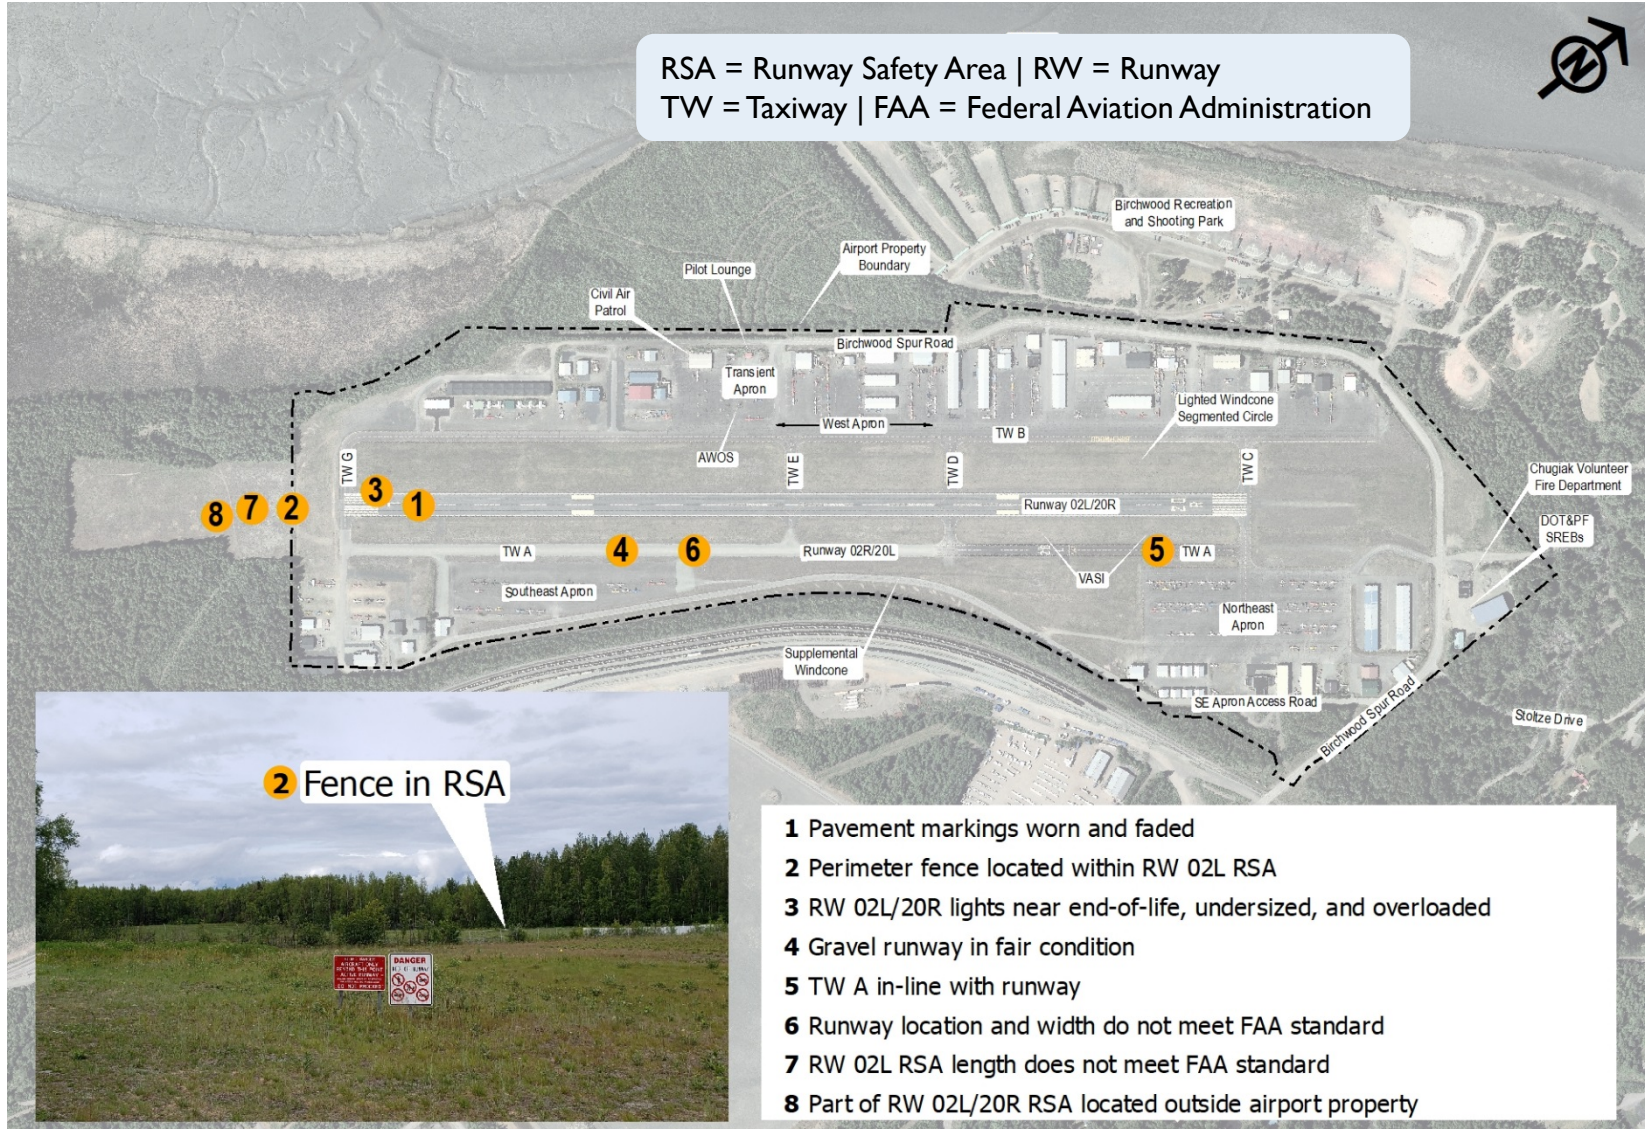 RSA = Runway Safety Area | RW = Runway
TW = Taxiway | FAA = Federal Aviation Administration
N
Birchwood Recreation
and Shooting Park
Airport Property
Boundary
Pilot Lounge
Civil Air
Patrol
Birchwood Spur Road
Transient
Apron
Lighted Windcone
Segmented Circle
West Apron
TW B
AWOS
TW G
TW E
TW D
TW C
Chugiak Volunteer
Fire Department
3
1
2
7
8
Runway 02L/20R
DOT&PF
SREBs
TW A
4
6
Runway 02R/20L
5
TW A
VASI
Southeast Apron
Northeast
Apron
Supplemental
Windcone
SE Apron Access Road
Birchwood Spur Road
Stoltze Drive
2 Fence in RSA
AIRCRAFT ONLY
BEYOND THIS POINT
DO NOT PROCEED
DANGER
1 Pavement markings worn and faded
2 Perimeter fence located within RW 02L RSA
3 RW 02L/20R lights near end-of-life, undersized, and overloaded
4 Gravel runway in fair condition
5 TW A in-line with runway
6 Runway location and width do not meet FAA standard
7 RW 02L RSA length does not meet FAA standard
8 Part of RW 02L/20R RSA located outside airport property